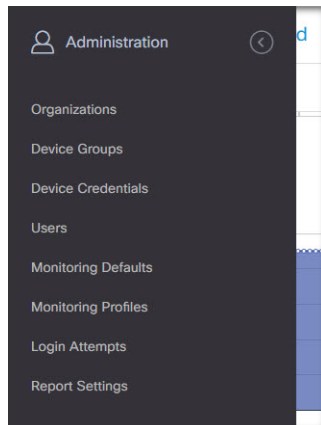 Administration
d
Organizations
Device Groups
Device Credentials
Users
Monitoring Defaults
Monitoring Profiles
Login Attempts
Report Settings